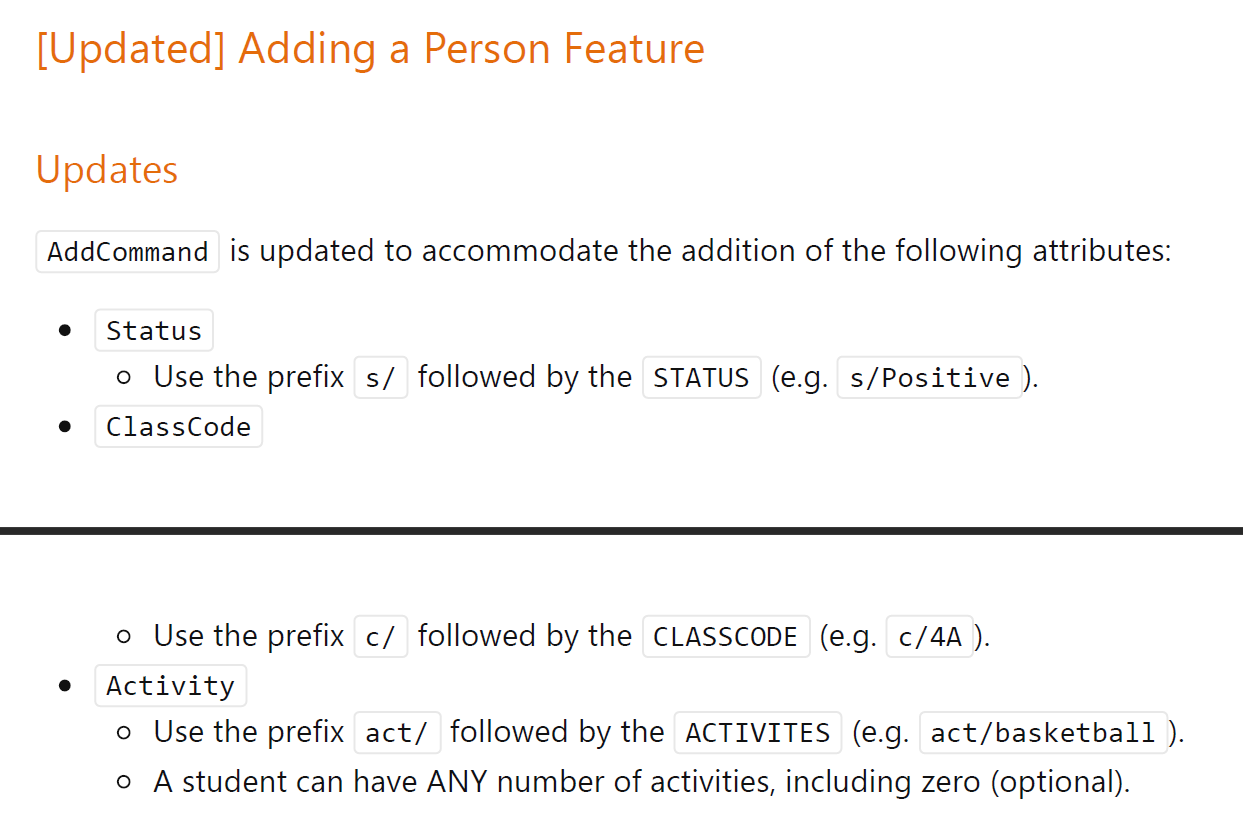 [Updated] Adding a Person Feature
Updates
AddCommand is updated to accommodate the addition of the following attributes:
Status
Use the prefix s/ followed by the STATUS (e.g. s/Positive ).
ClassCode
Use the prefix c/ followed by the CLASSCODE (e.g. c/4A ).
Activity
Use the prefix act/ followed by the ACTIVITES (e.g. act/basketball ).
A student can have ANY number of activities, including zero (optional).